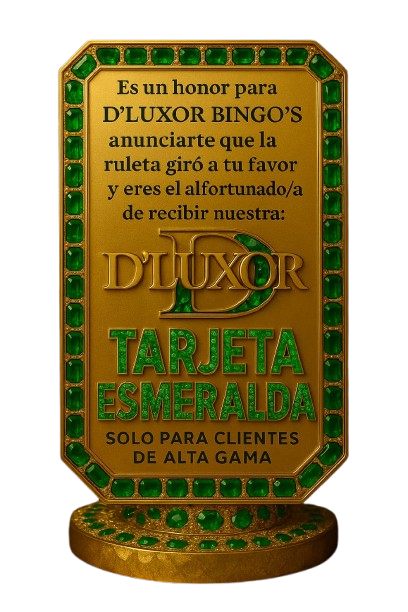 Es un honor para
D'LUXOR BINGO'S
anunciarte que la
ruleta giró a tu favor
y eres el alfortunado/a
de recibir nuestra:
D
D'LUXOR
TARJETA
ESMERALDA
SOLO PARA CLIENTES
DE ALTA GAMA